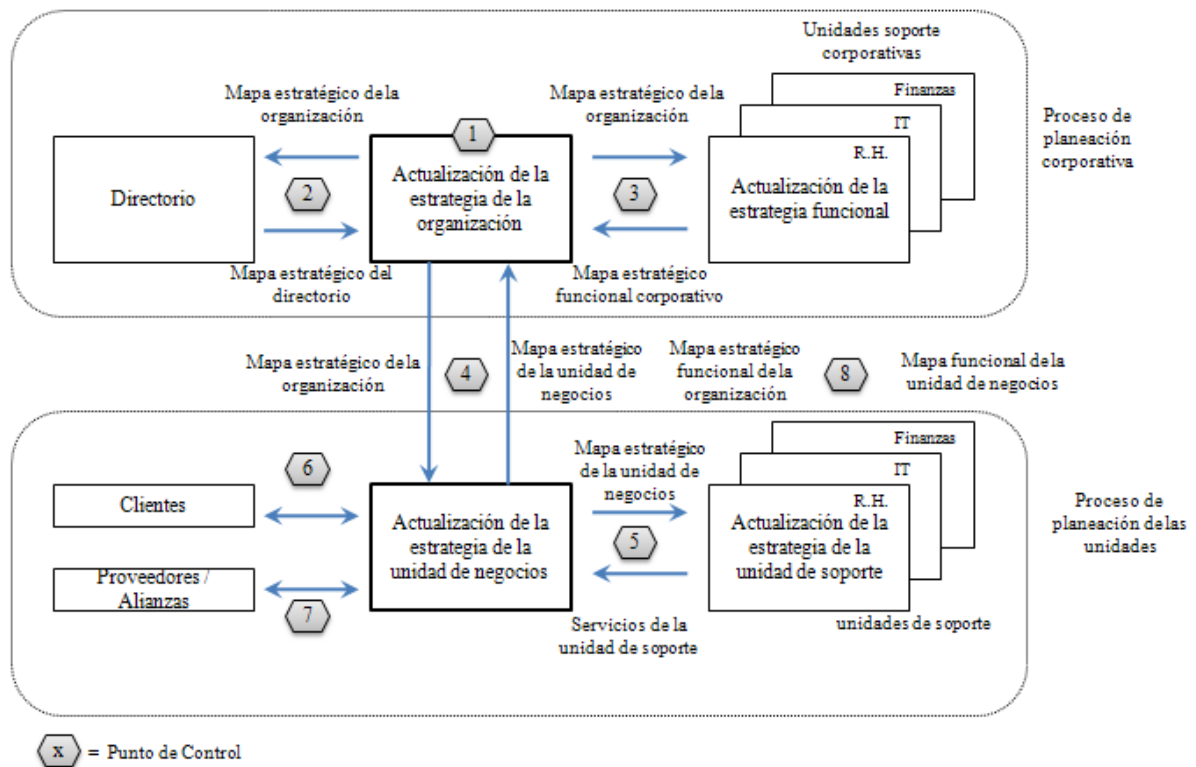 Unidades soporte
corporativas
Finanzas
IT
R.H.
Mapa estratégico de la
organización
Mapa estratégico de la
organización
Proceso de
planeación
corporativa
1
Directorio
2
Actualización de la
estrategia de la
organización
3
Actualización de la
estrategia funcional
Mapa estratégico del
directorio
Mapa estratégico
funcional corporativo
Mapa estratégico de la
organización
4
Mapa estratégico
de la unidad de
negocios
Mapa estratégico
funcional de la
organización
8
Mapa funcional de la
unidad de negocios
Finanzas
IT
R.H.
6
Clientes
Mapa estratégico
de la unidad de
negocios
Actualización de la
estrategia de la
unidad de negocios
5
Actualización de la
estrategia de la
unidad de soporte
Proceso de
planeación de las
unidades
Proveedores /
Alianzas
7
Servicios de la
unidad de soporte
unidades de soporte
x = Punto de Control